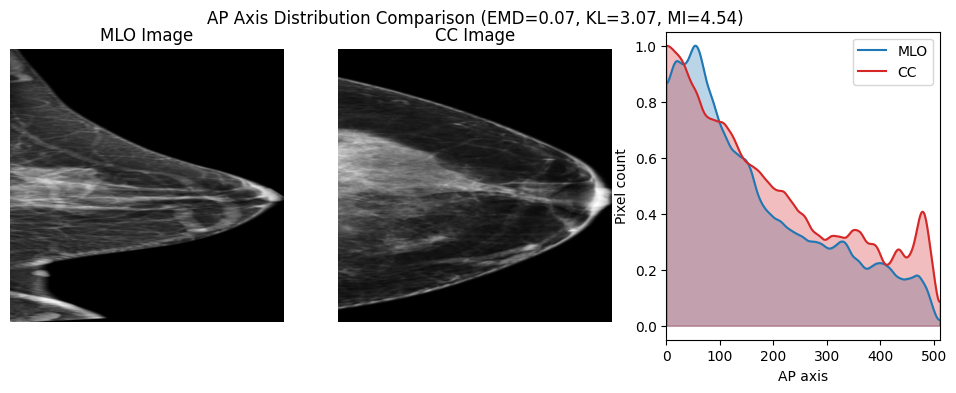 AP Axis Distribution Comparison (EMD=0.07, KL=3.07, MI=4.54)
MLO Image
CC Image
MLO
CC
Pixel count
1.0
0.8
0.6
0.4
0.2
0.0
0 100 200 300 400 500
AP axis